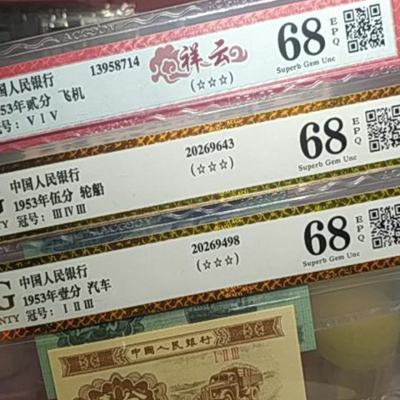 国人民银行 13958714 祥云 68 EPQ
53年贰分 飞机 (☆☆☆) Superb Gem Unc
冠号: V I V
中国人民银行 20269643 68 EPQ
1953年伍分 轮船 (☆☆☆) Superb Gem Unc
NTY 冠号: III IV III
G 中国人民银行 20269498 68 EPQ
1953年壹分 汽车 (☆☆☆) Superb Gem Unc
NTY 冠号: I II III
中国人民银行
I II III